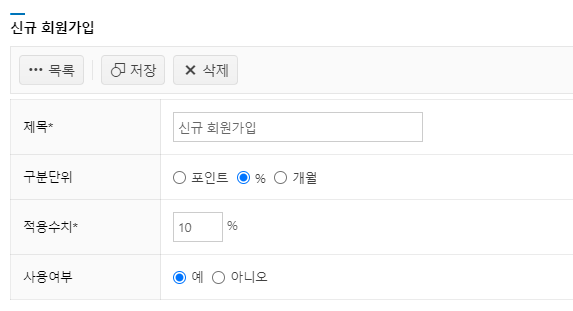 신규 회원가입
목록 저장 삭제
제목* 신규 회원가입
구분단위 포인트 % 개월
적용수치* 10 %
사용여부 예 아니오